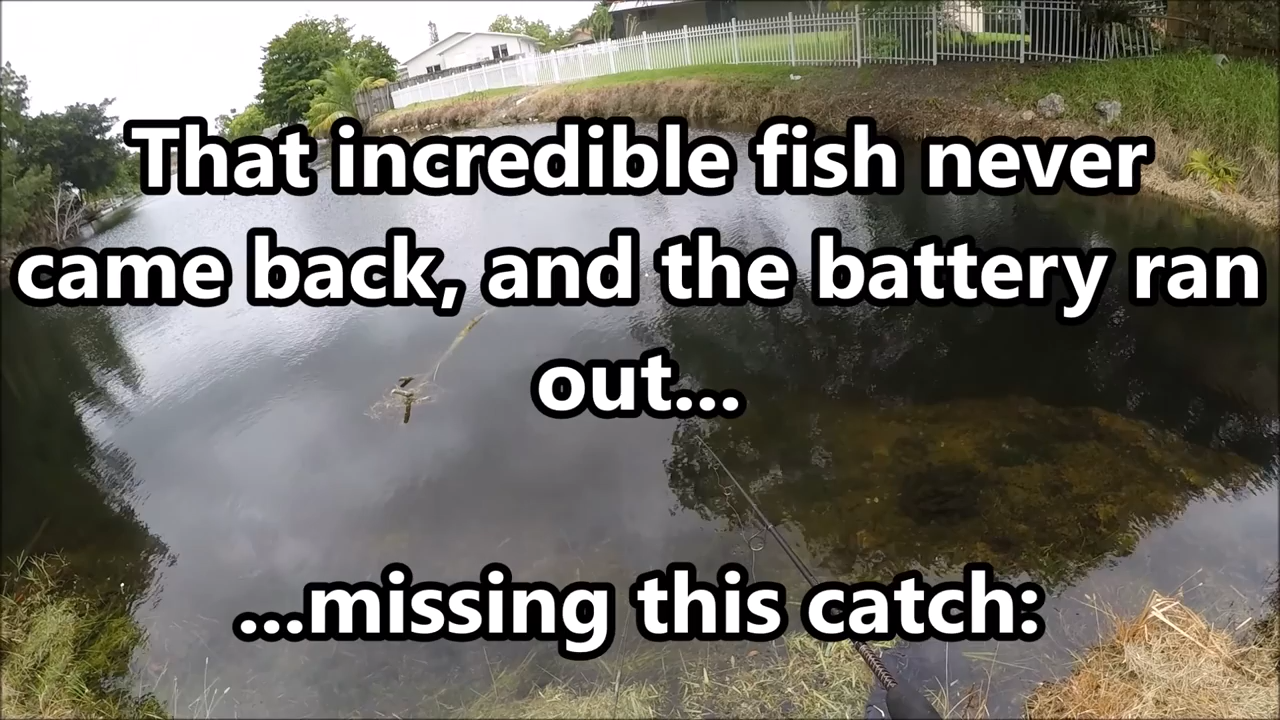 That incredible fish never
came back, and the battery ran
out...
...missing this catch: